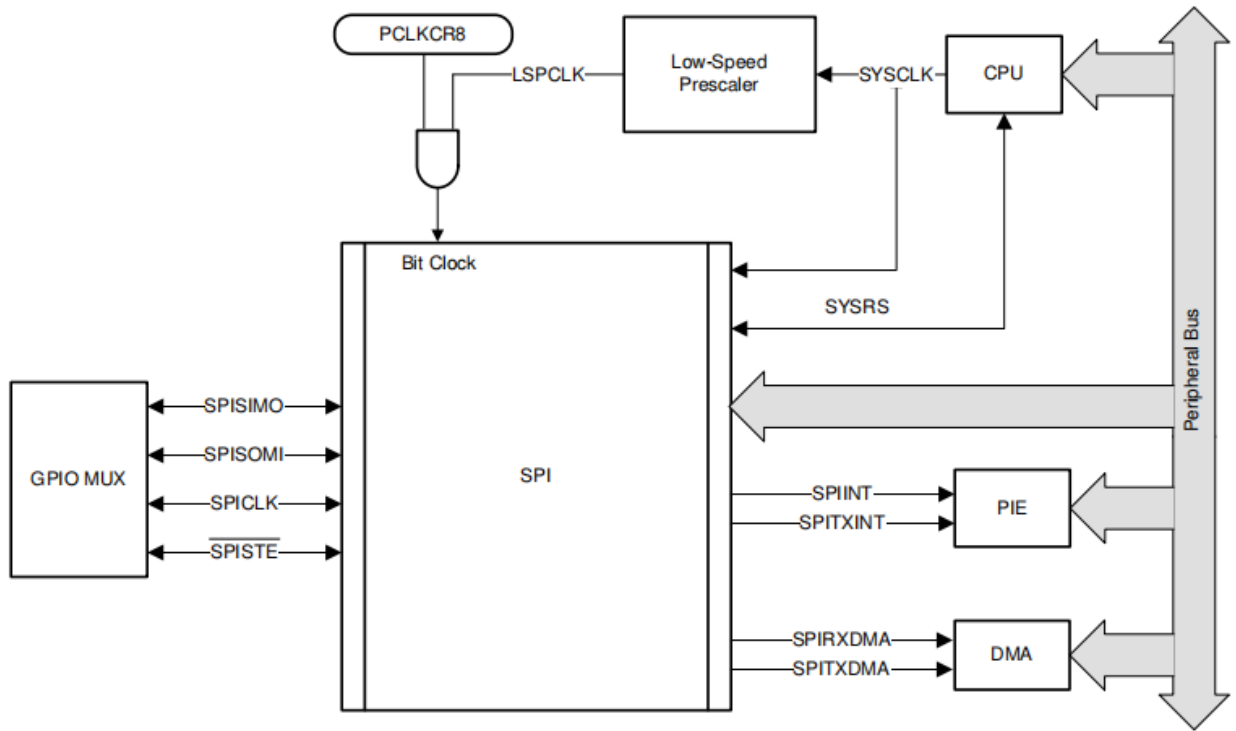 PCLKCR8
LSPCLK
Low-Speed
Prescaler
SYSCLK
CPU
Bit Clock
SYSRS
Peripheral Bus
GPIO MUX
SPISIMO
SPISOMI
SPICLK
SPISTE
SPI
SPIINT
SPITXINT
PIE
SPIRXDMA
SPITXDMA
DMA